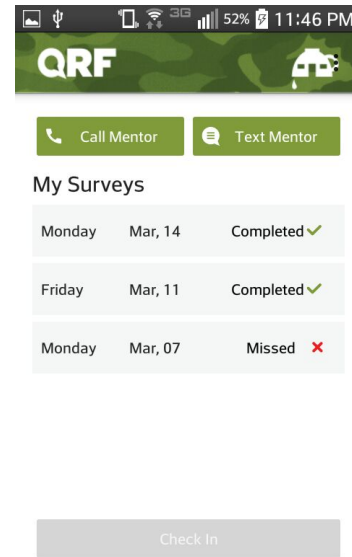 3G 52% 11:46 PM
QRF
Call Mentor Text Mentor
My Surveys
Monday Mar, 14 Completed
Friday Mar, 11 Completed
Monday Mar, 07 Missed
Check In